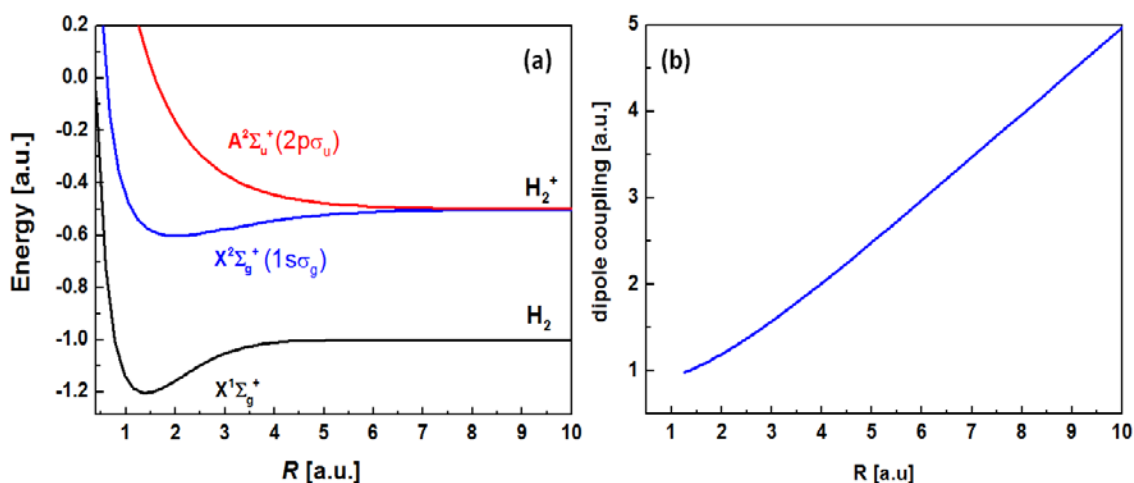 (a)
0.2
0.0
-0.2
-0.4
-0.6
-0.8
-1.0
-1.2
Energy [a.u.]
A²Σᵤ⁺(2pσᵤ)
H₂⁺
X²Σg⁺(1sσg)
H₂
X¹Σg⁺
1 2 3 4 5 6 7 8 9 10
R [a.u.]
(b)
5
4
3
2
1
dipole coupling [a.u.]
1 2 3 4 5 6 7 8 9 10
R [a.u]